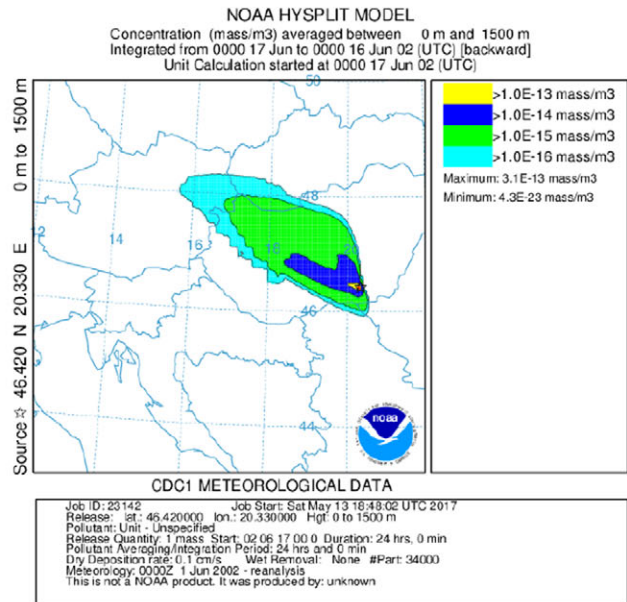 NOAA HYSPLIT MODEL
Concentration (mass/m3) averaged between 0 m and 1500 m
Integrated from 0000 17 Jun to 0000 16 Jun 02 (UTC) [backward]
Unit Calculation started at 0000 17 Jun 02 (UTC)
Source ☆ 46.420 N 20.330 E 0 m to 1500 m
50
48
12
14
16
18
20
46
44
noaa
>1.0E-13 mass/m3
>1.0E-14 mass/m3
>1.0E-15 mass/m3
>1.0E-16 mass/m3
Maximum: 3.1E-13 mass/m3
Minimum: 4.3E-23 mass/m3
CDC1 METEOROLOGICAL DATA
Job ID: 23142 Job Start: Sat May 13 18:48:02 UTC 2017
Release: lat.: 46.420000 lon.: 20.330000 Hgt: 0 to 1500 m
Pollutant: Unit - Unspecified
Release Quantity: 1 mass Start: 02 06 17 00 0 Duration: 24 hrs, 0 min
Pollutant Averaging/Integration Period: 24 hrs and 0 min
Dry Deposition rate: 0.1 cm/s Wet Removal: None #Part: 34000
Meteorology: 0000Z 1 Jun 2002 - reanalysis
This is not a NOAA product. It was produced by: unknown